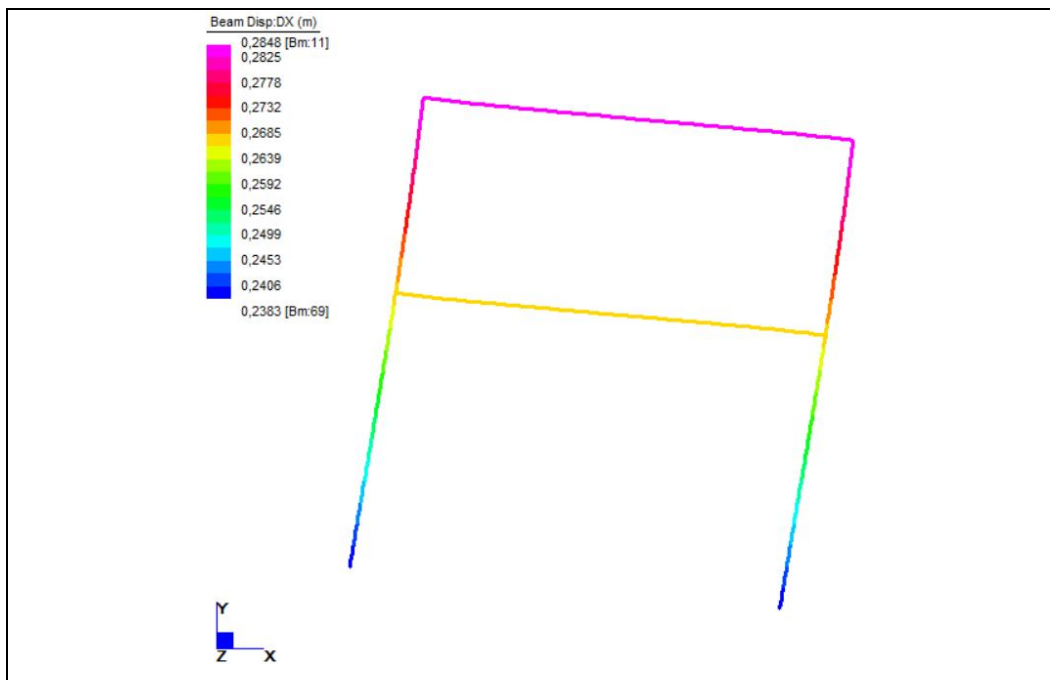 Beam Disp:DX (m)
0,2848 [Bm:11]
0,2825
0,2778
0,2732
0,2685
0,2639
0,2592
0,2546
0,2499
0,2453
0,2406
0,2383 [Bm:69]
Y
Z X